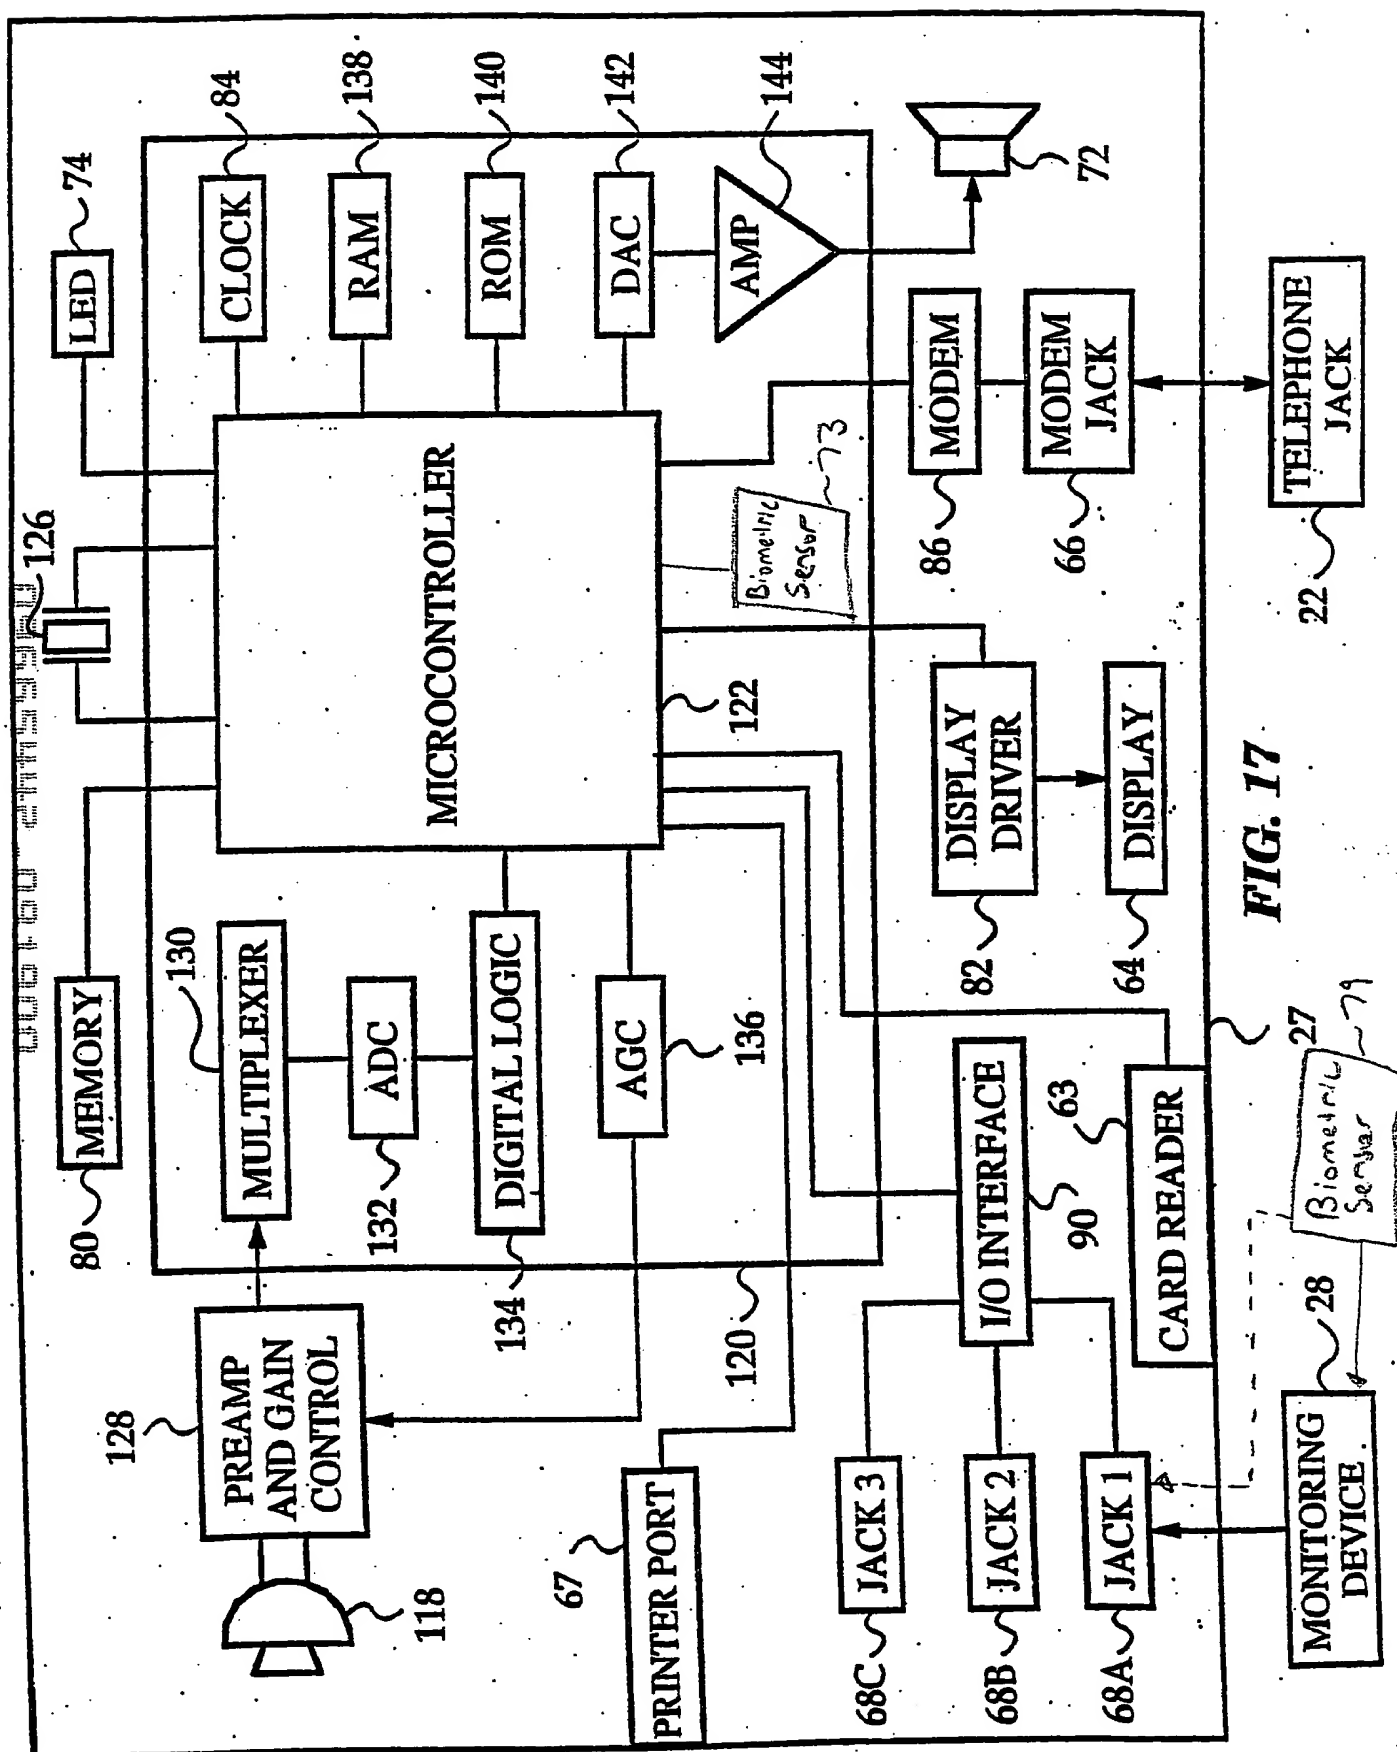 118
128
PREAMP
AND GAIN
CONTROL
80
MEMORY
126
LED
74
130
MULTIPLEXER
ADC
132
DIGITAL LOGIC
134
AGC
136
MICROCONTROLLER
122
CLOCK
84
RAM
138
ROM
140
DAC
142
AMP
144
72
120
67
PRINTER PORT
Biometric
Sensor
73
JACK 3
68C
JACK 2
68B
JACK 1
68A
I/O INTERFACE
90
63
CARD READER
DISPLAY
DRIVER
82
DISPLAY
64
MODEM
86
MODEM
JACK
66
27
MONITORING
DEVICE
28
Biometric
Sensor
79
TELEPHONE
JACK
22
FIG. 17